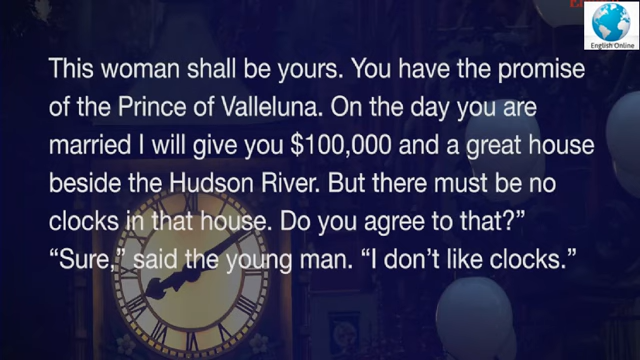 English Online
This woman shall be yours. You have the promise
of the Prince of Valleluna. On the day you are
married I will give you $100,000 and a great house
beside the Hudson River. But there must be no
clocks in that house. Do you agree to that?”
“Sure,” said the young man. “I don’t like clocks.”